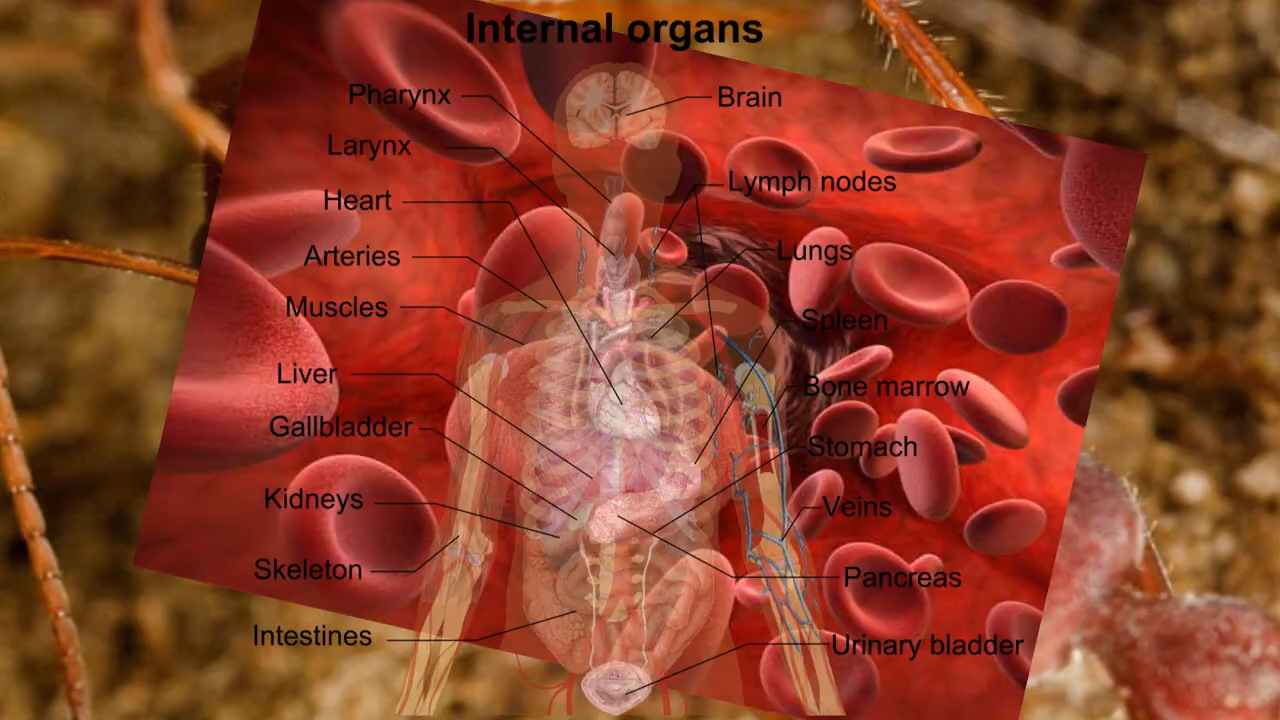 Internal organs
Pharynx
Brain
Larynx
Lymph nodes
Heart
Lungs
Arteries
Muscles
Spleen
Liver
Bone marrow
Gallbladder
Stomach
Kidneys
Veins
Skeleton
Pancreas
Intestines
Urinary bladder